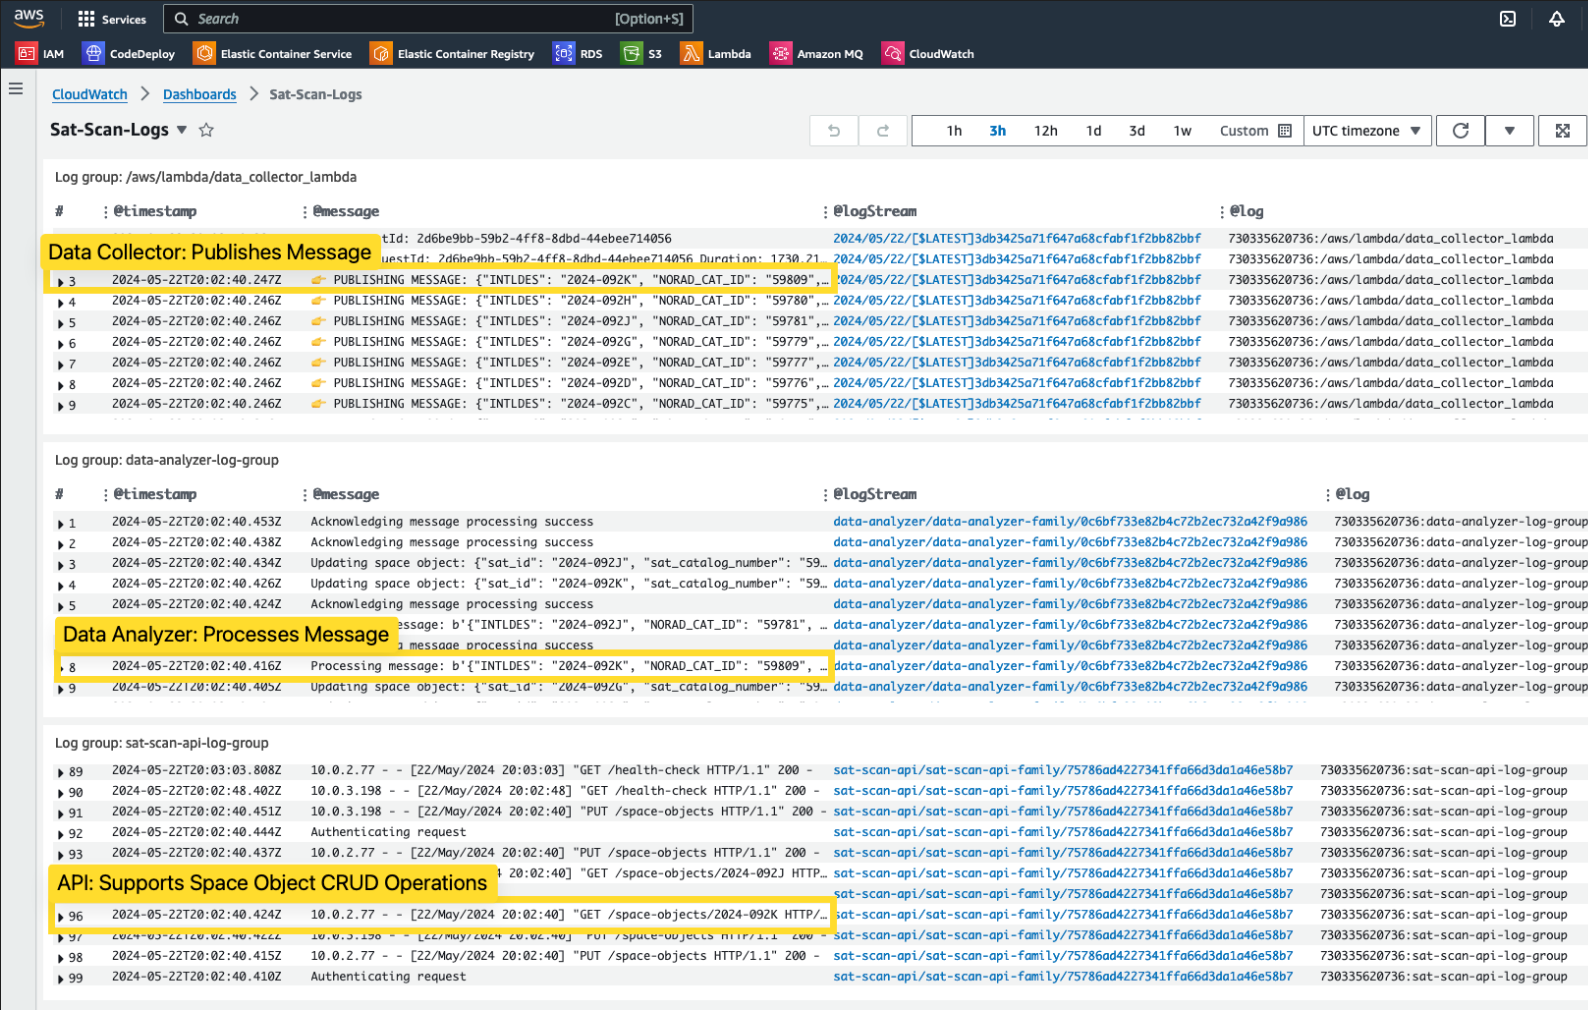 aws Services Search [Option+S]
IAM CodeDeploy Elastic Container Service Elastic Container Registry RDS S3 Lambda Amazon MQ CloudWatch
CloudWatch > Dashboards > Sat-Scan-Logs
Sat-Scan-Logs 1h 3h 12h 1d 3d 1w Custom UTC timezone
Log group: /aws/lambda/data_collector_lambda
# @timestamp @message @logStream @log
tId: 2d6be9bb-59b2-4ff8-8dbd-44ebee714056 2024/05/22/[$LATEST]3db3425a71f647a68cfabf1f2bb82bbf 730335620736:/aws/lambda/data_collector_lambda
Data Collector: Publishes Message
questId: 2d6be9bb-59b2-4ff8-8dbd-44ebee714056 Duration: 1730.21… 2024/05/22/[$LATEST]3db3425a71f647a68cfabf1f2bb82bbf 730335620736:/aws/lambda/data_collector_lambda
3 2024-05-22T20:02:40.247Z 👉 PUBLISHING MESSAGE: {"INTLDES": "2024-092K", "NORAD_CAT_ID": "59809",… 2024/05/22/[$LATEST]3db3425a71f647a68cfabf1f2bb82bbf 730335620736:/aws/lambda/data_collector_lambda
4 2024-05-22T20:02:40.246Z 👉 PUBLISHING MESSAGE: {"INTLDES": "2024-092H", "NORAD_CAT_ID": "59780",… 2024/05/22/[$LATEST]3db3425a71f647a68cfabf1f2bb82bbf 730335620736:/aws/lambda/data_collector_lambda
5 2024-05-22T20:02:40.246Z 👉 PUBLISHING MESSAGE: {"INTLDES": "2024-092J", "NORAD_CAT_ID": "59781",… 2024/05/22/[$LATEST]3db3425a71f647a68cfabf1f2bb82bbf 730335620736:/aws/lambda/data_collector_lambda
6 2024-05-22T20:02:40.246Z 👉 PUBLISHING MESSAGE: {"INTLDES": "2024-092G", "NORAD_CAT_ID": "59779",… 2024/05/22/[$LATEST]3db3425a71f647a68cfabf1f2bb82bbf 730335620736:/aws/lambda/data_collector_lambda
7 2024-05-22T20:02:40.246Z 👉 PUBLISHING MESSAGE: {"INTLDES": "2024-092E", "NORAD_CAT_ID": "59777",… 2024/05/22/[$LATEST]3db3425a71f647a68cfabf1f2bb82bbf 730335620736:/aws/lambda/data_collector_lambda
8 2024-05-22T20:02:40.246Z 👉 PUBLISHING MESSAGE: {"INTLDES": "2024-092D", "NORAD_CAT_ID": "59776",… 2024/05/22/[$LATEST]3db3425a71f647a68cfabf1f2bb82bbf 730335620736:/aws/lambda/data_collector_lambda
9 2024-05-22T20:02:40.246Z 👉 PUBLISHING MESSAGE: {"INTLDES": "2024-092C", "NORAD_CAT_ID": "59775",… 2024/05/22/[$LATEST]3db3425a71f647a68cfabf1f2bb82bbf 730335620736:/aws/lambda/data_collector_lambda
Log group: data-analyzer-log-group
# @timestamp @message @logStream @log
1 2024-05-22T20:02:40.453Z Acknowledging message processing success data-analyzer/data-analyzer-family/0c6bf733e82b4c72b2ec732a42f9a986 730335620736:data-analyzer-log-group
2 2024-05-22T20:02:40.438Z Acknowledging message processing success data-analyzer/data-analyzer-family/0c6bf733e82b4c72b2ec732a42f9a986 730335620736:data-analyzer-log-group
3 2024-05-22T20:02:40.434Z Updating space object: {"sat_id": "2024-092J", "sat_catalog_number": "59… data-analyzer/data-analyzer-family/0c6bf733e82b4c72b2ec732a42f9a986 730335620736:data-analyzer-log-group
4 2024-05-22T20:02:40.426Z Updating space object: {"sat_id": "2024-092K", "sat_catalog_number": "59… data-analyzer/data-analyzer-family/0c6bf733e82b4c72b2ec732a42f9a986 730335620736:data-analyzer-log-group
5 2024-05-22T20:02:40.424Z Acknowledging message processing success data-analyzer/data-analyzer-family/0c6bf733e82b4c72b2ec732a42f9a986 730335620736:data-analyzer-log-group
message: b'{"INTLDES": "2024-092J", "NORAD_CAT_ID": "59781", … data-analyzer/data-analyzer-family/0c6bf733e82b4c72b2ec732a42f9a986 730335620736:data-analyzer-log-group
Data Analyzer: Processes Message
message processing success data-analyzer/data-analyzer-family/0c6bf733e82b4c72b2ec732a42f9a986 730335620736:data-analyzer-log-group
8 2024-05-22T20:02:40.416Z Processing message: b'{"INTLDES": "2024-092K", "NORAD_CAT_ID": "59809", … data-analyzer/data-analyzer-family/0c6bf733e82b4c72b2ec732a42f9a986 730335620736:data-analyzer-log-group
9 2024-05-22T20:02:40.405Z Updating space object: {"sat_id": "2024-092G", "sat_catalog_number": "59… data-analyzer/data-analyzer-family/0c6bf733e82b4c72b2ec732a42f9a986 730335620736:data-analyzer-log-group
Log group: sat-scan-api-log-group
89 2024-05-22T20:03:03.808Z 10.0.2.77 - - [22/May/2024 20:03:03] "GET /health-check HTTP/1.1" 200 - sat-scan-api/sat-scan-api-family/75786ad4227341ffa66d3da1a46e58b7 730335620736:sat-scan-api-log-group
90 2024-05-22T20:02:48.402Z 10.0.3.198 - - [22/May/2024 20:02:48] "GET /health-check HTTP/1.1" 200 - sat-scan-api/sat-scan-api-family/75786ad4227341ffa66d3da1a46e58b7 730335620736:sat-scan-api-log-group
91 2024-05-22T20:02:40.451Z 10.0.3.198 - - [22/May/2024 20:02:40] "PUT /space-objects HTTP/1.1" 200 - sat-scan-api/sat-scan-api-family/75786ad4227341ffa66d3da1a46e58b7 730335620736:sat-scan-api-log-group
92 2024-05-22T20:02:40.444Z Authenticating request sat-scan-api/sat-scan-api-family/75786ad4227341ffa66d3da1a46e58b7 730335620736:sat-scan-api-log-group
93 2024-05-22T20:02:40.437Z 10.0.2.77 - - [22/May/2024 20:02:40] "PUT /space-objects HTTP/1.1" 200 - sat-scan-api/sat-scan-api-family/75786ad4227341ffa66d3da1a46e58b7 730335620736:sat-scan-api-log-group
[22/May/2024 20:02:40] "GET /space-objects/2024-092J HTTP… sat-scan-api/sat-scan-api-family/75786ad4227341ffa66d3da1a46e58b7 730335620736:sat-scan-api-log-group
API: Supports Space Object CRUD Operations
sat-scan-api/sat-scan-api-family/75786ad4227341ffa66d3da1a46e58b7 730335620736:sat-scan-api-log-group
96 2024-05-22T20:02:40.424Z 10.0.2.77 - - [22/May/2024 20:02:40] "GET /space-objects/2024-092K HTTP/… sat-scan-api/sat-scan-api-family/75786ad4227341ffa66d3da1a46e58b7 730335620736:sat-scan-api-log-group
97 2024-05-22T20:02:40.422Z 10.0.3.198 - - [22/May/2024 20:02:40] "PUT /space-objects HTTP/1.1" 200 - sat-scan-api/sat-scan-api-family/75786ad4227341ffa66d3da1a46e58b7 730335620736:sat-scan-api-log-group
98 2024-05-22T20:02:40.415Z 10.0.2.77 - - [22/May/2024 20:02:40] "PUT /space-objects HTTP/1.1" 200 - sat-scan-api/sat-scan-api-family/75786ad4227341ffa66d3da1a46e58b7 730335620736:sat-scan-api-log-group
99 2024-05-22T20:02:40.410Z Authenticating request sat-scan-api/sat-scan-api-family/75786ad4227341ffa66d3da1a46e58b7 730335620736:sat-scan-api-log-group